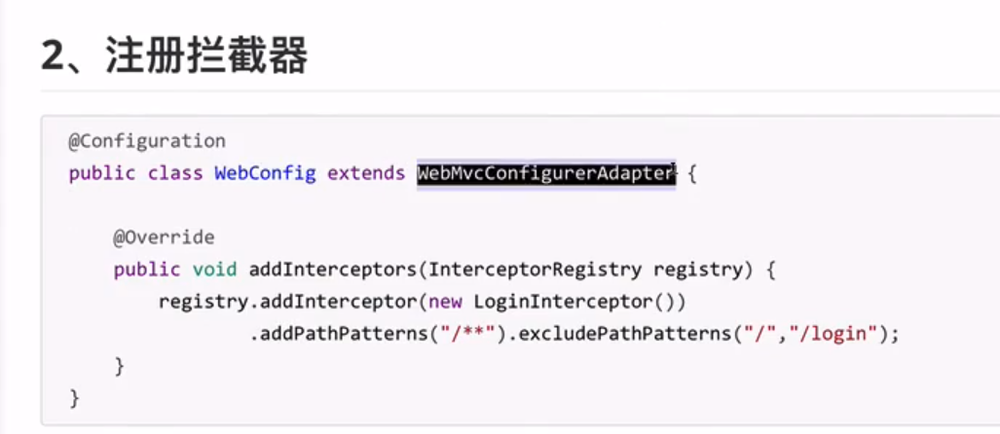 2、注册拦截器
@Configuration
public class WebConfig extends WebMvcConfigurerAdapter {
@Override
public void addInterceptors(InterceptorRegistry registry) {
registry.addInterceptor(new LoginInterceptor())
.addPathPatterns("/**").excludePathPatterns("/","/login");
}
}